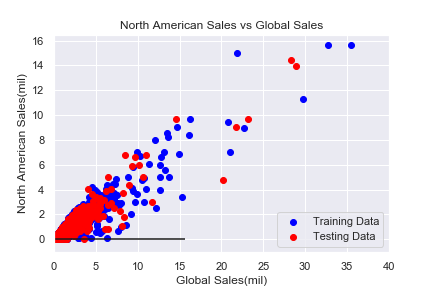 North American Sales vs Global Sales
North American Sales(mil)
16
14
12
10
8
6
4
2
0
0 5 10 15 20 25 30 35 40
Global Sales(mil)
Training Data
Testing Data